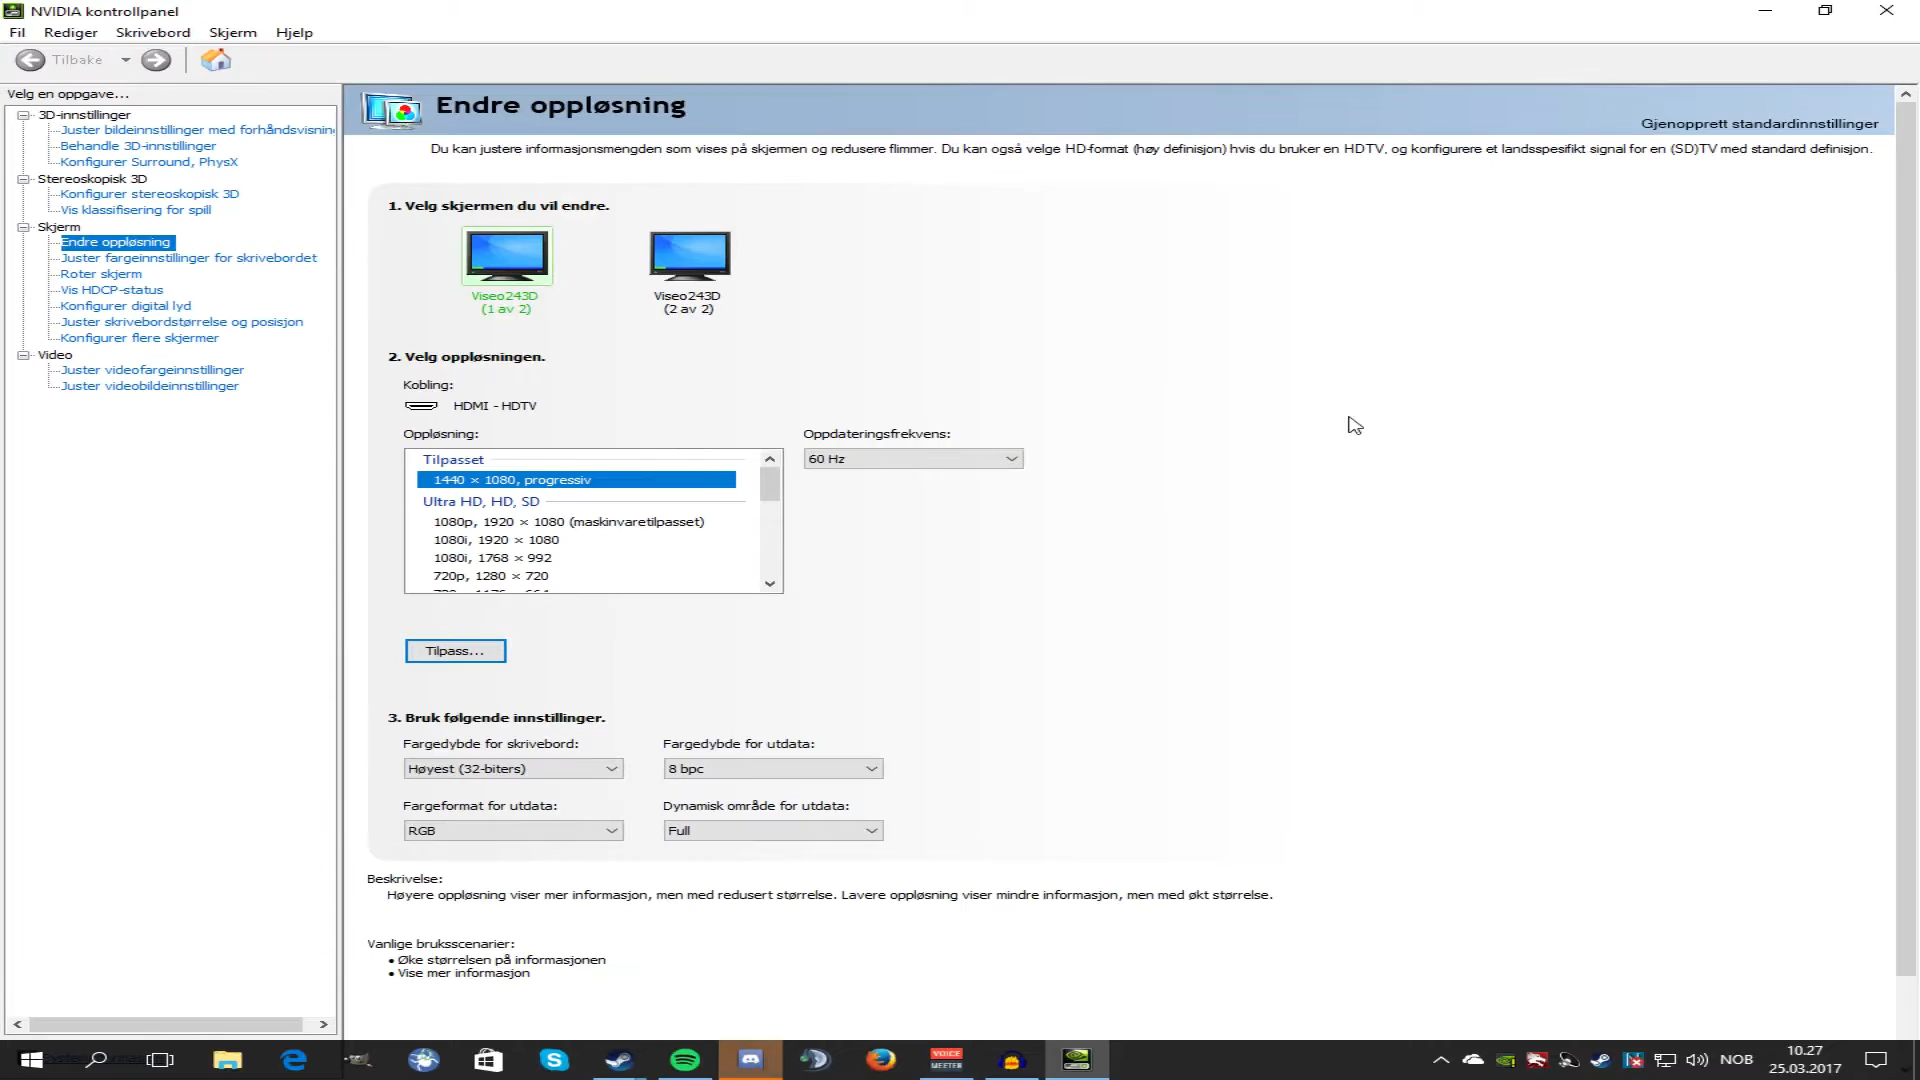 NVIDIA kontrollpanel
Fil Rediger Skrivebord Skjerm Hjelp
Tilbake
Velg en oppgave...
3D-innstillinger
Juster bildeinnstillinger med forhåndsvisning
Behandle 3D-innstillinger
Konfigurer Surround, PhysX
Stereoskopisk 3D
Konfigurer stereoskopisk 3D
Vis klassifisering for spill
Skjerm
Endre oppløsning
Juster fargeinnstillinger for skrivebordet
Roter skjerm
Vis HDCP-status
Konfigurer digital lyd
Juster skrivebordstørrelse og posisjon
Konfigurer flere skjermer
Video
Juster videofargeinnstillinger
Juster videobildeinnstillinger
Endre oppløsning
Gjenopprett standardinnstillinger
Du kan justere informasjonsmengden som vises på skjermen og redusere flimmer. Du kan også velge HD-format (høy definisjon) hvis du bruker en HDTV, og konfigurere et landsspesifikt signal for en (SD)TV med standard definisjon.
1. Velg skjermen du vil endre.
Viseo243D
(1 av 2)
Viseo243D
(2 av 2)
2. Velg oppløsningen.
Kobling:
HDMI - HDTV
Oppløsning:
Oppdateringsfrekvens:
Tilpasset
60 Hz
1440 × 1080, progressiv
Ultra HD, HD, SD
1080p, 1920 × 1080 (maskinvaretilpasset)
1080i, 1920 × 1080
1080i, 1768 × 992
720p, 1280 × 720
Tilpass...
3. Bruk følgende innstillinger.
Fargedybde for skrivebord:
Fargedybde for utdata:
Høyest (32-biters)
8 bpc
Fargeformat for utdata:
Dynamisk område for utdata:
RGB
Full
Beskrivelse:
Høyere oppløsning viser mer informasjon, men med redusert størrelse. Lavere oppløsning viser mindre informasjon, men med økt størrelse.
Vanlige bruksscenarier:
• Øke størrelsen på informasjonen
• Vise mer informasjon
VOICE
MEETER
NOB
10.27
25.03.2017